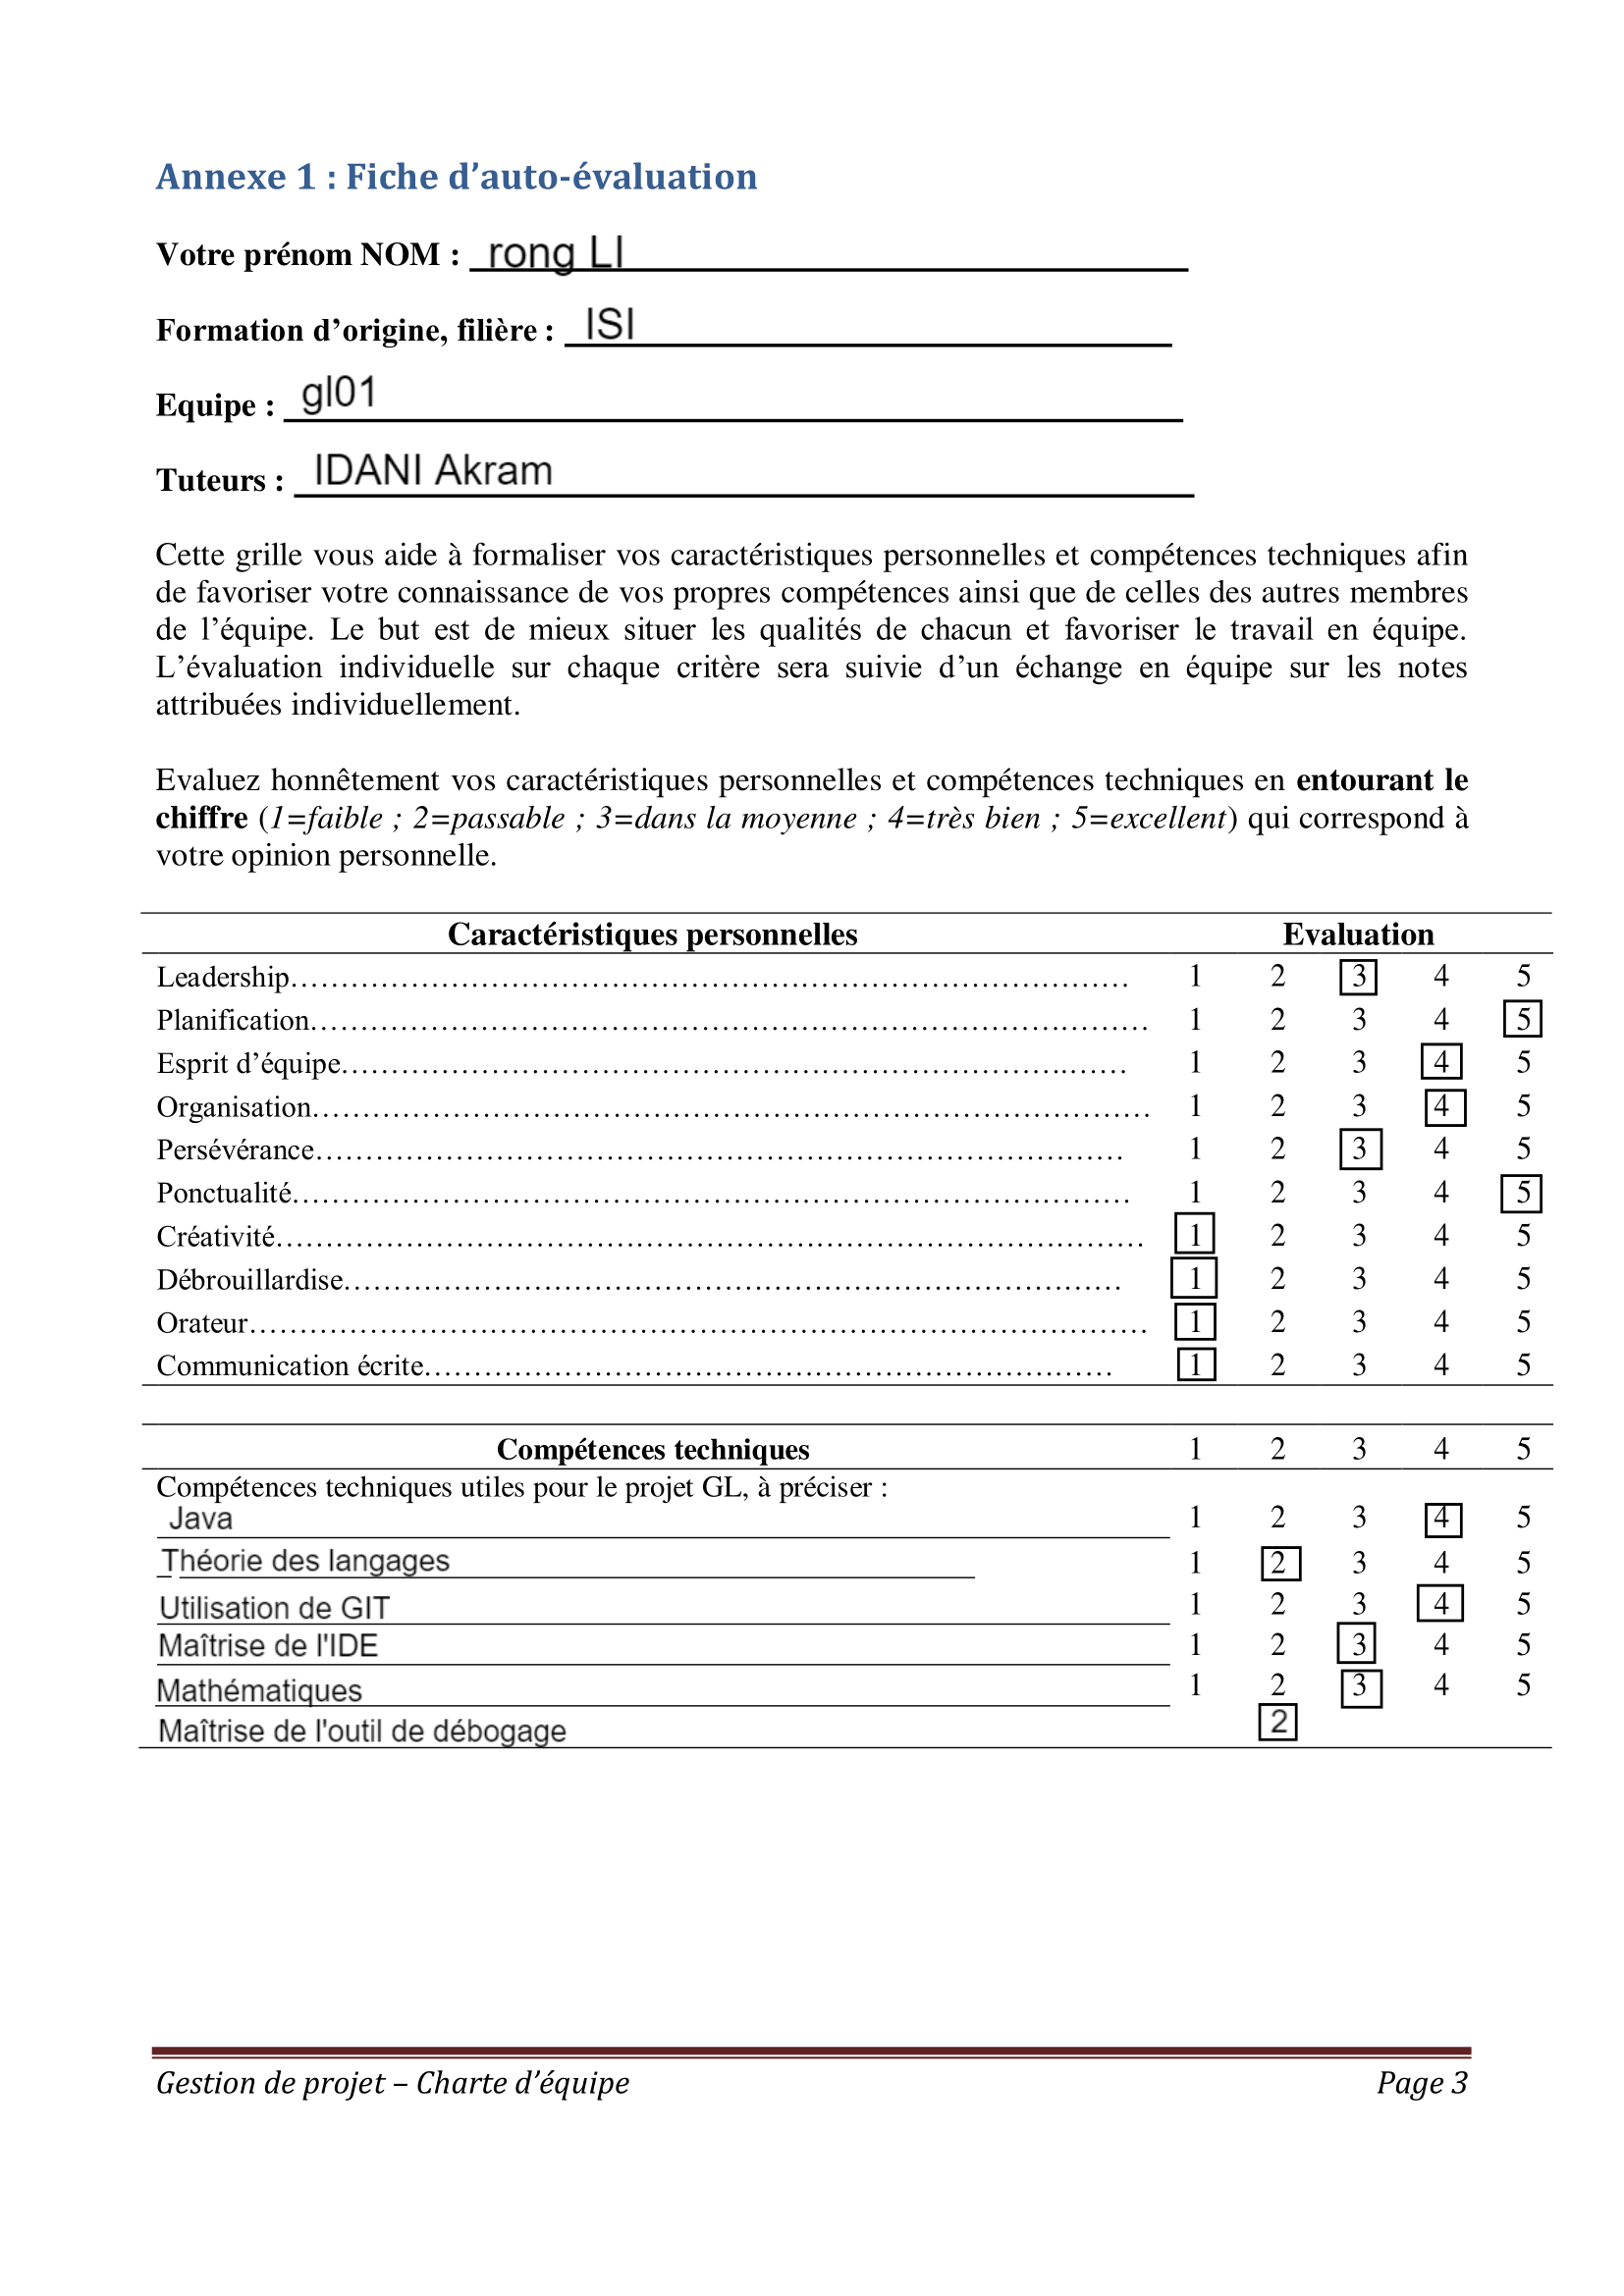 Annexe 1 : Fiche d’auto-évaluation
Votre prénom NOM : rong LI
Formation d’origine, filière : ISI
Equipe : gl01
Tuteurs : IDANI Akram
Cette grille vous aide à formaliser vos caractéristiques personnelles et compétences techniques afin
de favoriser votre connaissance de vos propres compétences ainsi que de celles des autres membres
de l’équipe. Le but est de mieux situer les qualités de chacun et favoriser le travail en équipe.
L’évaluation individuelle sur chaque critère sera suivie d’un échange en équipe sur les notes
attribuées individuellement.
Evaluez honnêtement vos caractéristiques personnelles et compétences techniques en entourant le
chiffre (1=faible ; 2=passable ; 3=dans la moyenne ; 4=très bien ; 5=excellent) qui correspond à
votre opinion personnelle.
Caractéristiques personnelles Evaluation
Leadership………………………………………………………………………… 1 2 3 4 5
Planification………………………………………………………………….……… 1 2 3 4 5
Esprit d’équipe……………………………………………………………….…… 1 2 3 4 5
Organisation………………………………………………………………………… 1 2 3 4 5
Persévérance……………………………………………………………………… 1 2 3 4 5
Ponctualité………………………………………………………………………… 1 2 3 4 5
Créativité…………………………………………………………………………… 1 2 3 4 5
Débrouillardise…………………………………………………………………… 1 2 3 4 5
Orateur……………………………………………………………………….……… 1 2 3 4 5
Communication écrite…………………………………………………………… 1 2 3 4 5
Compétences techniques 1 2 3 4 5
Compétences techniques utiles pour le projet GL, à préciser :
Java 1 2 3 4 5
Théorie des langages 1 2 3 4 5
Utilisation de GIT 1 2 3 4 5
Maîtrise de l'IDE 1 2 3 4 5
Mathématiques 1 2 3 4 5
Maîtrise de l'outil de débogage 2
Gestion de projet – Charte d’équipe Page 3